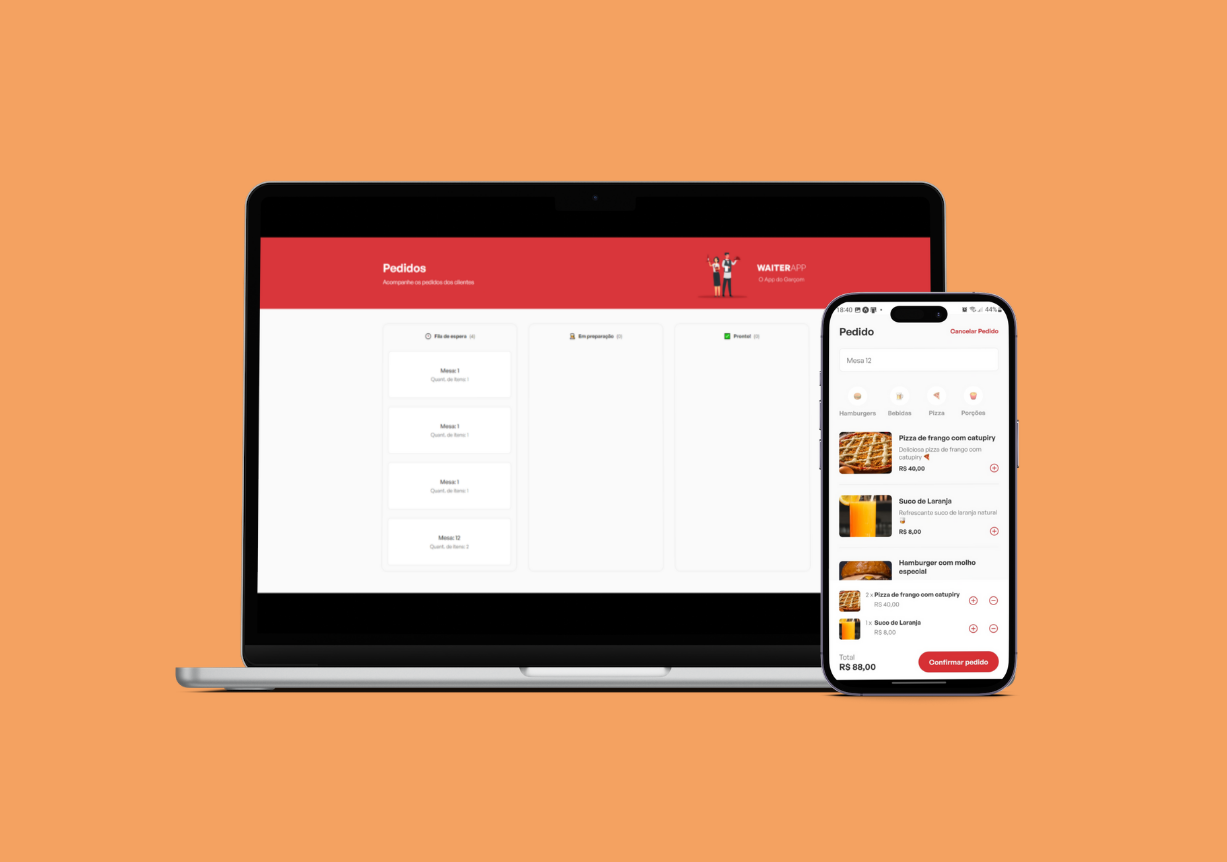 Pedidos
Acompanhe os pedidos dos clientes
WAITERAPP
O App do Garçom
Fila de espera (4)
Em preparação (0)
Pronto! (0)
Mesa: 1
Quant. de itens: 1
Mesa: 1
Quant. de itens: 1
Mesa: 1
Quant. de itens: 1
Mesa: 12
Quant. de itens: 2
18:40
44%
Pedido
Cancelar Pedido
Mesa 12
Hamburgers
Bebidas
Pizza
Porções
Pizza de frango com catupiry
Deliciosa pizza de frango com
catupiry 🍕
R$ 40,00
Suco de Laranja
Refrescante suco de laranja natural
🍹
R$ 8,00
Hamburger com molho
especial
2 x Pizza de frango com catupiry
R$ 40,00
1 x Suco de Laranja
R$ 8,00
Total
R$ 88,00
Confirmar pedido